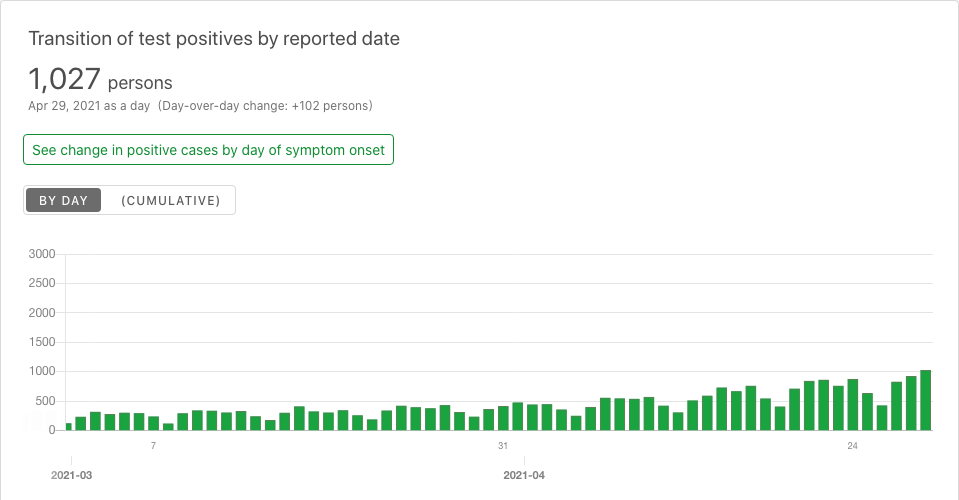 Transition of test positives by reported date
1,027 persons
Apr 29, 2021 as a day (Day-over-day change: +102 persons)
See change in positive cases by day of symptom onset
BY DAY (CUMULATIVE)
3000
2500
2000
1500
1000
500
0
7 31 24
2021-03 2021-04